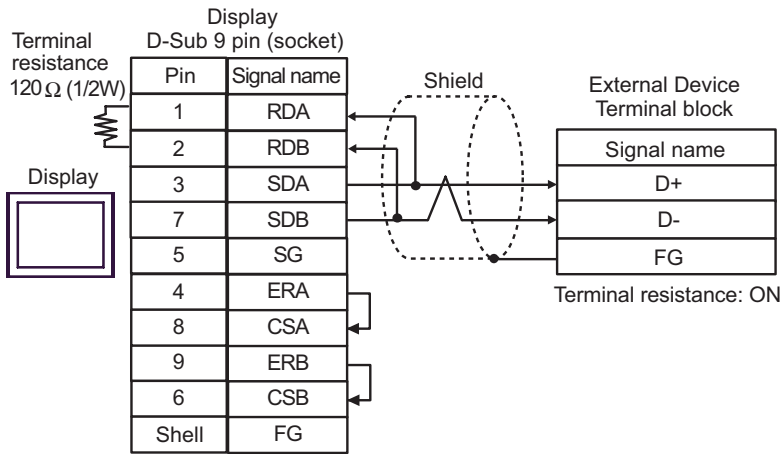 Display
D-Sub 9 pin (socket)
Terminal
resistance
120 Ω (1/2W)
Pin Signal name
1 RDA
2 RDB
3 SDA
7 SDB
5 SG
4 ERA
8 CSA
9 ERB
6 CSB
Shell FG
Display
Shield
External Device
Terminal block
Signal name
D+
D-
FG
Terminal resistance: ON